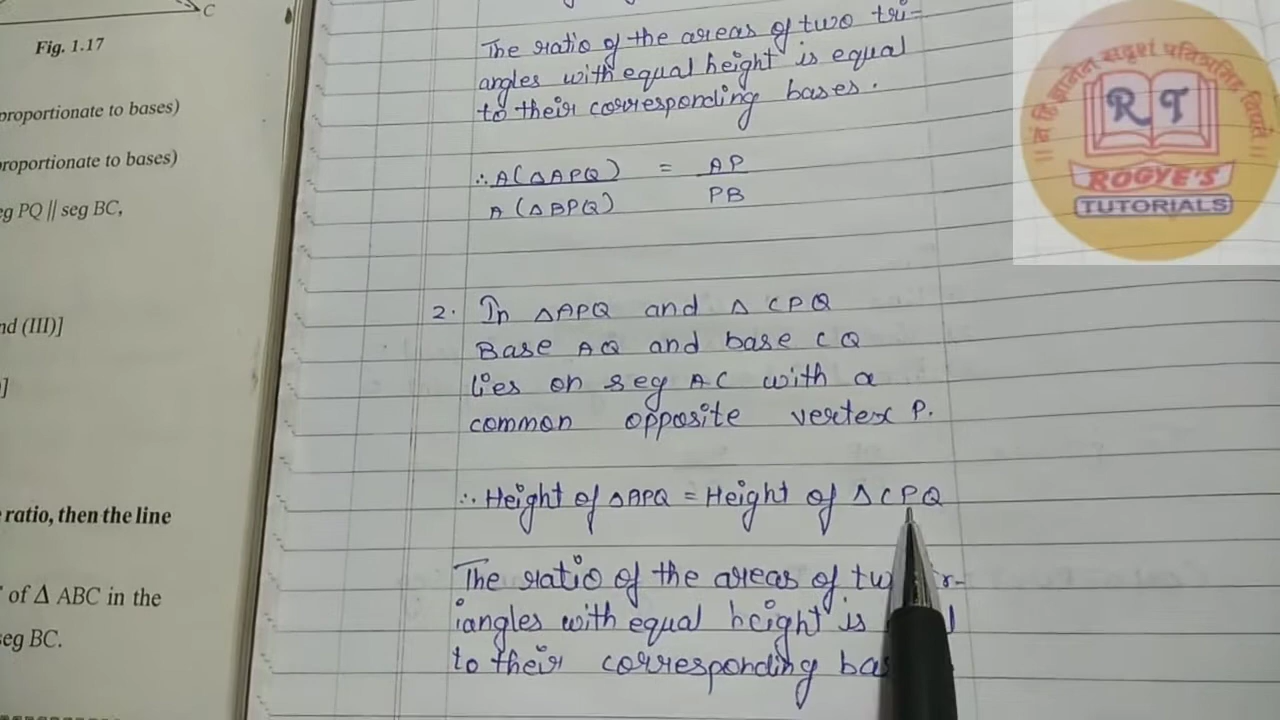 C
Fig. 1.17
proportionate to bases)
proportionate to bases)
eg PQ || seg BC,
nd (III)]
]
ratio, then the line
of Δ ABC in the
seg BC.
The ratio of the areas of two tri-
angles with equal height is equal
to their corresponding bases.
∴ A(ΔAPQ) = AP
A (ΔBPQ) PB
2. In ΔAPQ and Δ CPQ
Base AQ and base CQ
lies on seg AC with a
common opposite vertex P.
∴ Height of ΔAPQ = Height of ΔCPQ
The ratio of the areas of tw r-
iangles with equal height is
to their corresponding bas
RT
ROGYE'S
TUTORIALS